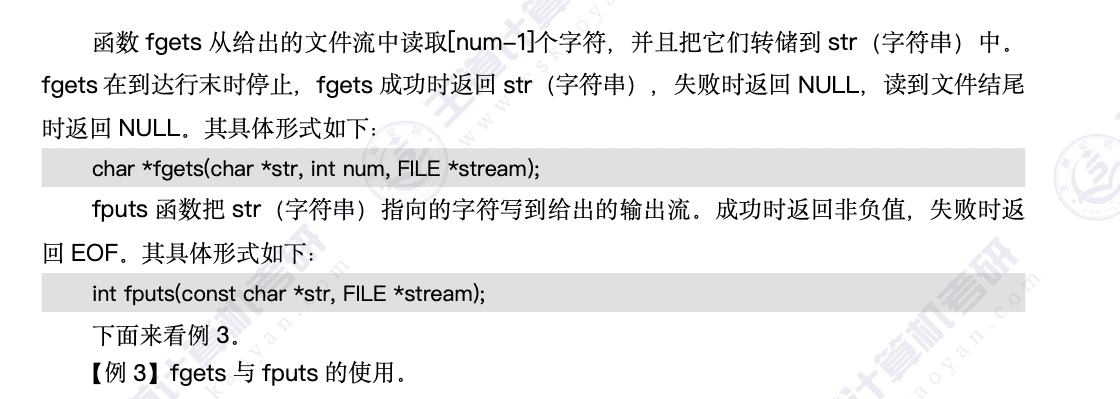 函数 fgets 从给出的文件流中读取[num-1]个字符，并且把它们转储到 str（字符串）中。
fgets 在到达行末时停止，fgets 成功时返回 str（字符串），失败时返回 NULL，读到文件结尾
时返回 NULL。其具体形式如下：
char *fgets(char *str, int num, FILE *stream);
fputs 函数把 str（字符串）指向的字符写到给出的输出流。成功时返回非负值，失败时返
回 EOF。其具体形式如下：
int fputs(const char *str, FILE *stream);
下面来看例 3。
【例 3】fgets 与 fputs 的使用。